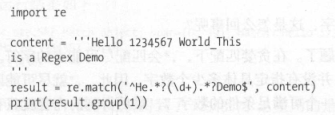 import re
content = '''Hello 1234567 World_This
is a Regex Demo
'''
result = re.match('^He.*?(\d+).*?Demo$', content)
print(result.group(1))